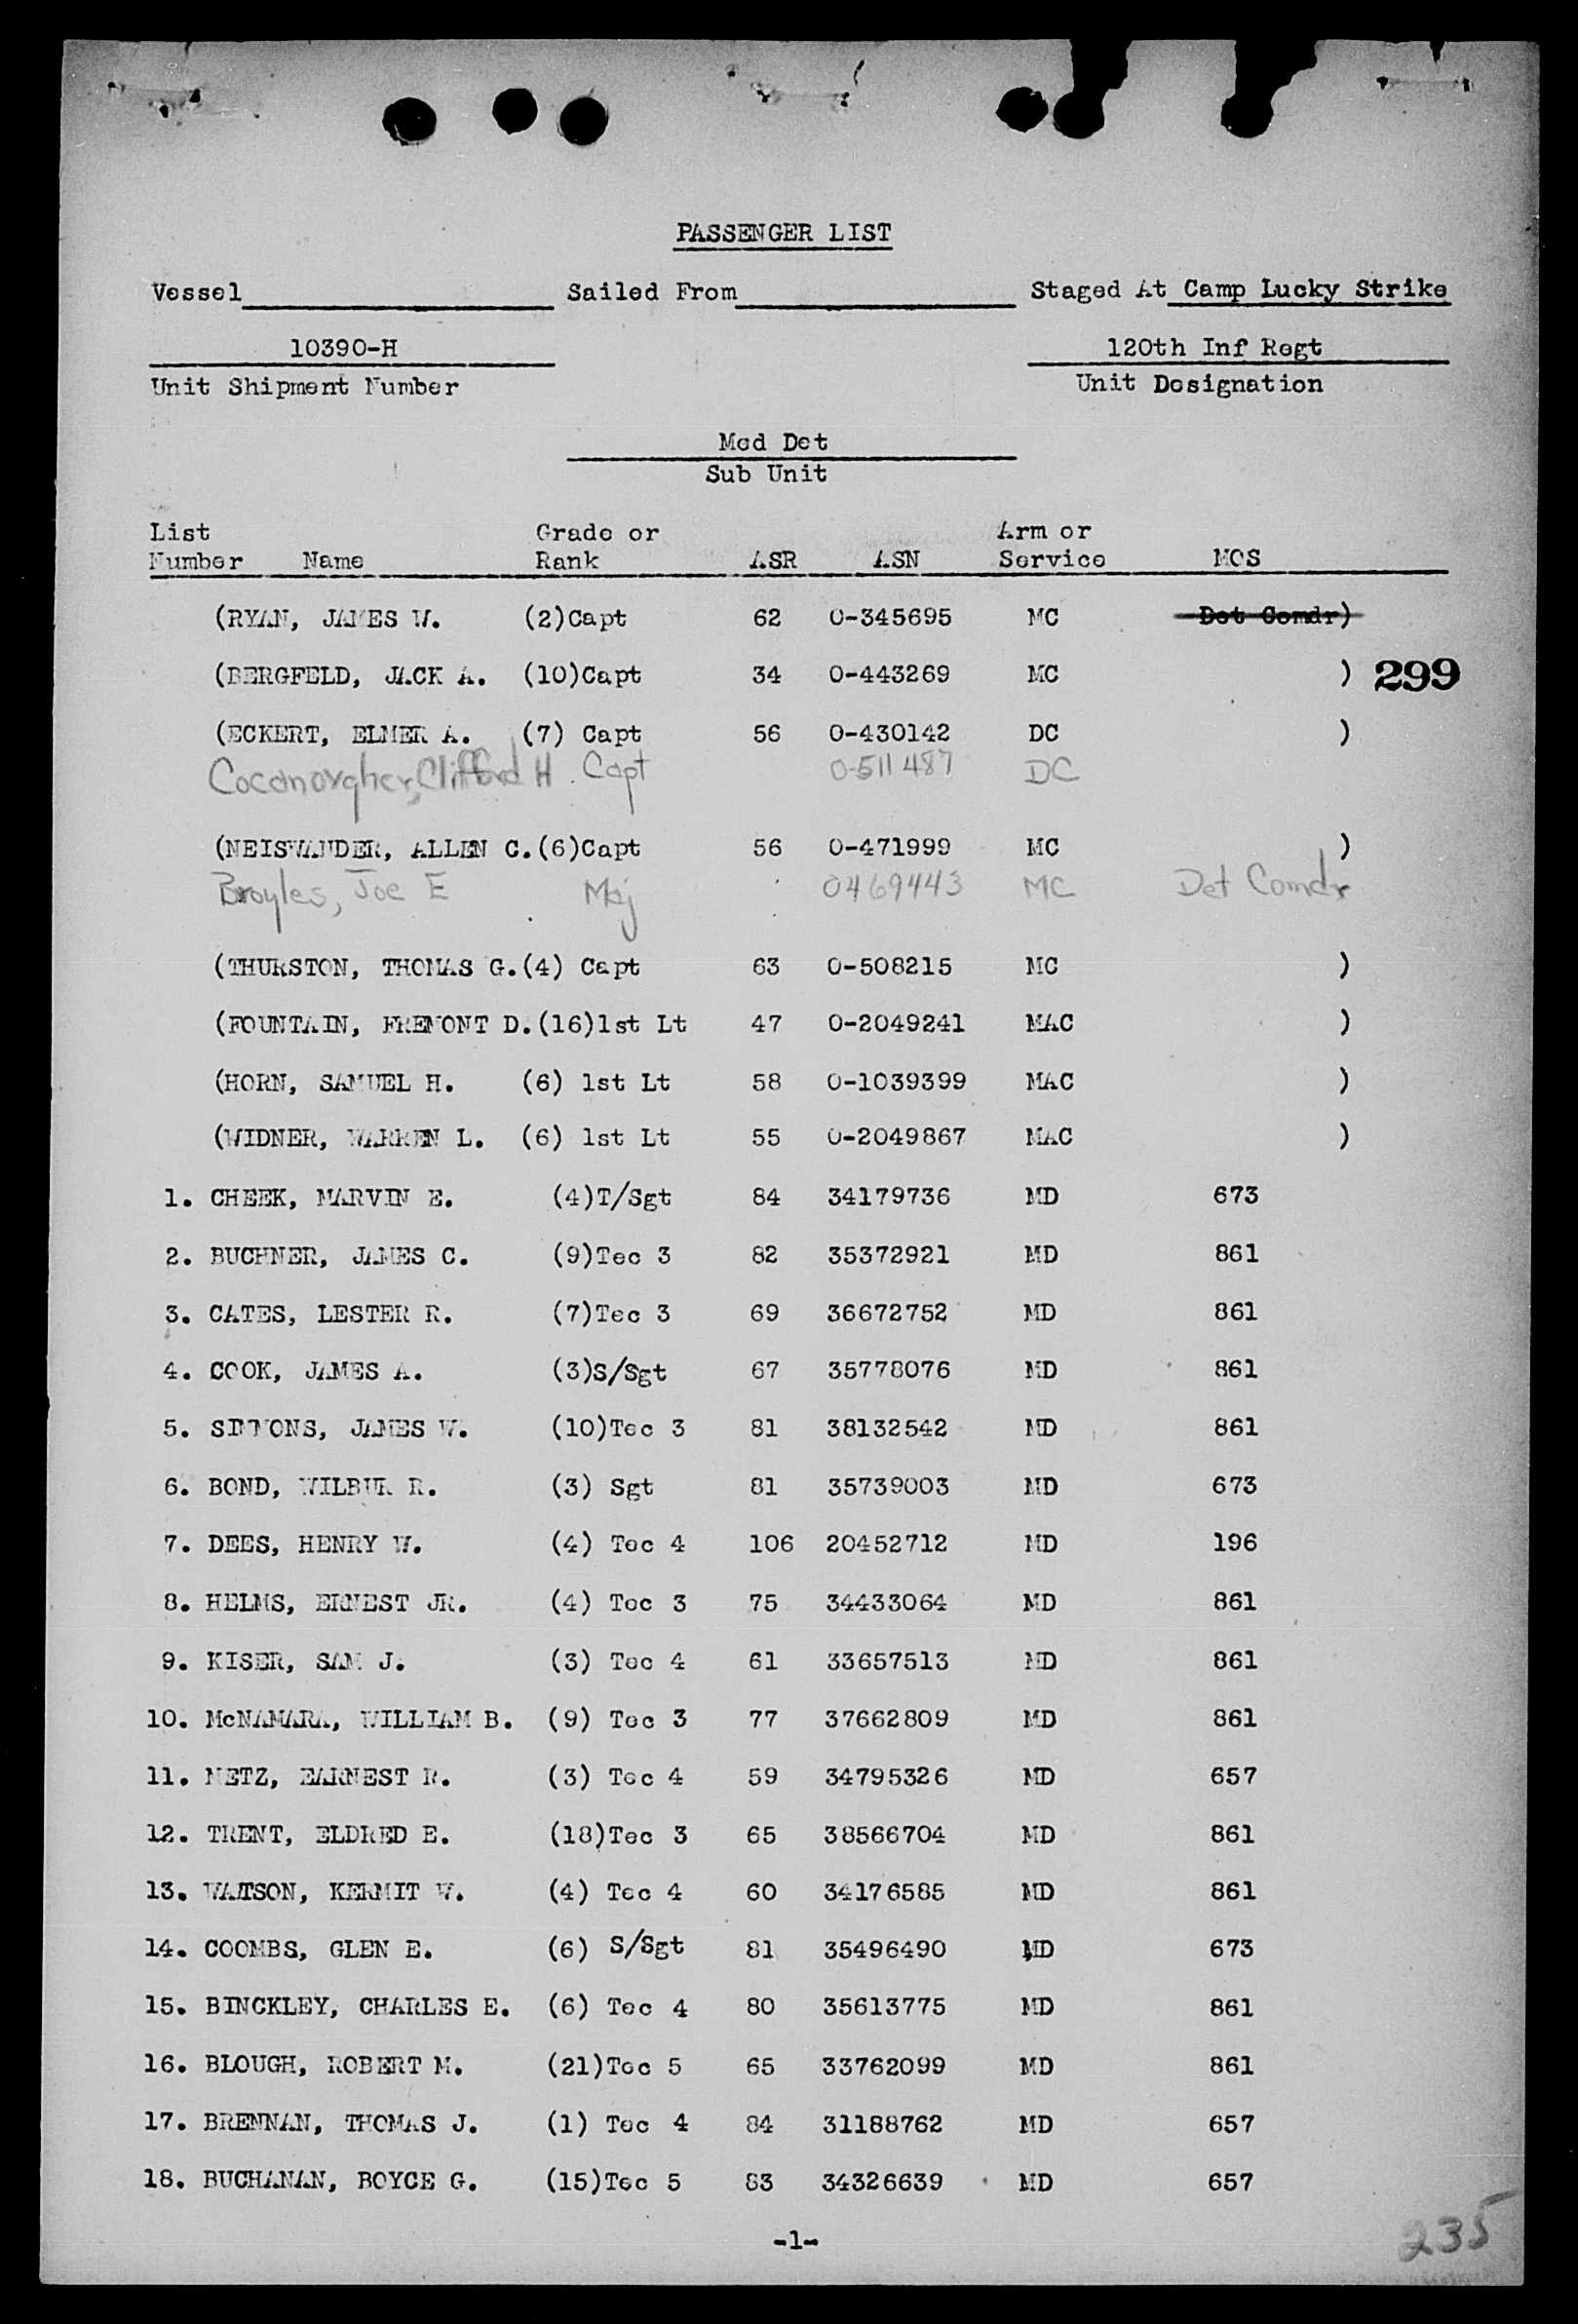 PASSENGER LIST
Vessel Sailed From Staged At Camp Lucky Strike
10390-H 120th Inf Regt
Unit Shipment Number Unit Designation
Med Det
Sub Unit
List Grade or Arm or
Number Name Rank ASR ASN Service MOS
(RYAN, JAMES W. (2)Capt 62 O-345695 MC Det Comdr)
(BERGFELD, JACK A. (10)Capt 34 O-443269 MC ) 299
(ECKERT, ELMER A. (7) Capt 56 O-430142 DC )
Clifford H. Capt O-511487 DC
(NEISWANDER, ALLEN C.(6)Capt 56 O-471999 MC )
Broyles, Joe E Maj 0469443 MC Det Comdr
(THURSTON, THOMAS G.(4) Capt 63 O-508215 MC )
(FOUNTAIN, FREMONT D.(16)1st Lt 47 O-2049241 MAC )
(HORN, SAMUEL H. (6) 1st Lt 58 O-1039399 MAC )
(WIDNER, WARREN L. (6) 1st Lt 55 O-2049867 MAC )
1. CHEEK, MARVIN E. (4)T/Sgt 84 34179736 MD 673
2. BUCHNER, JAMES C. (9)Tec 3 82 35372921 MD 861
3. CATES, LESTER R. (7)Tec 3 69 36672752 MD 861
4. COOK, JAMES A. (3)S/Sgt 67 35778076 MD 861
5. SIMMONS, JAMES W. (10)Tec 3 81 38132542 MD 861
6. BOND, WILBUR R. (3) Sgt 81 35739003 MD 673
7. DEES, HENRY W. (4) Tec 4 106 20452712 MD 196
8. HELMS, ERNEST JR. (4) Tec 3 75 34433064 MD 861
9. KISER, SAM J. (3) Tec 4 61 33657513 MD 861
10. McNAMARA, WILLIAM B. (9) Tec 3 77 37662809 MD 861
11. METZ, EARNEST R. (3) Tec 4 59 34795326 MD 657
12. TRENT, ELDRED E. (18)Tec 3 65 38566704 MD 861
13. WATSON, KERMIT W. (4) Tec 4 60 34176585 MD 861
14. COOMBS, GLEN E. (6) S/Sgt 81 35496490 MD 673
15. BINCKLEY, CHARLES E. (6) Tec 4 80 35613775 MD 861
16. BLOUGH, ROBERT M. (21)Tec 5 65 33762099 MD 861
17. BRENNAN, THOMAS J. (1) Tec 4 84 31188762 MD 657
18. BUCHANAN, BOYCE G. (15)Tec 5 83 34326639 MD 657
-1-
235